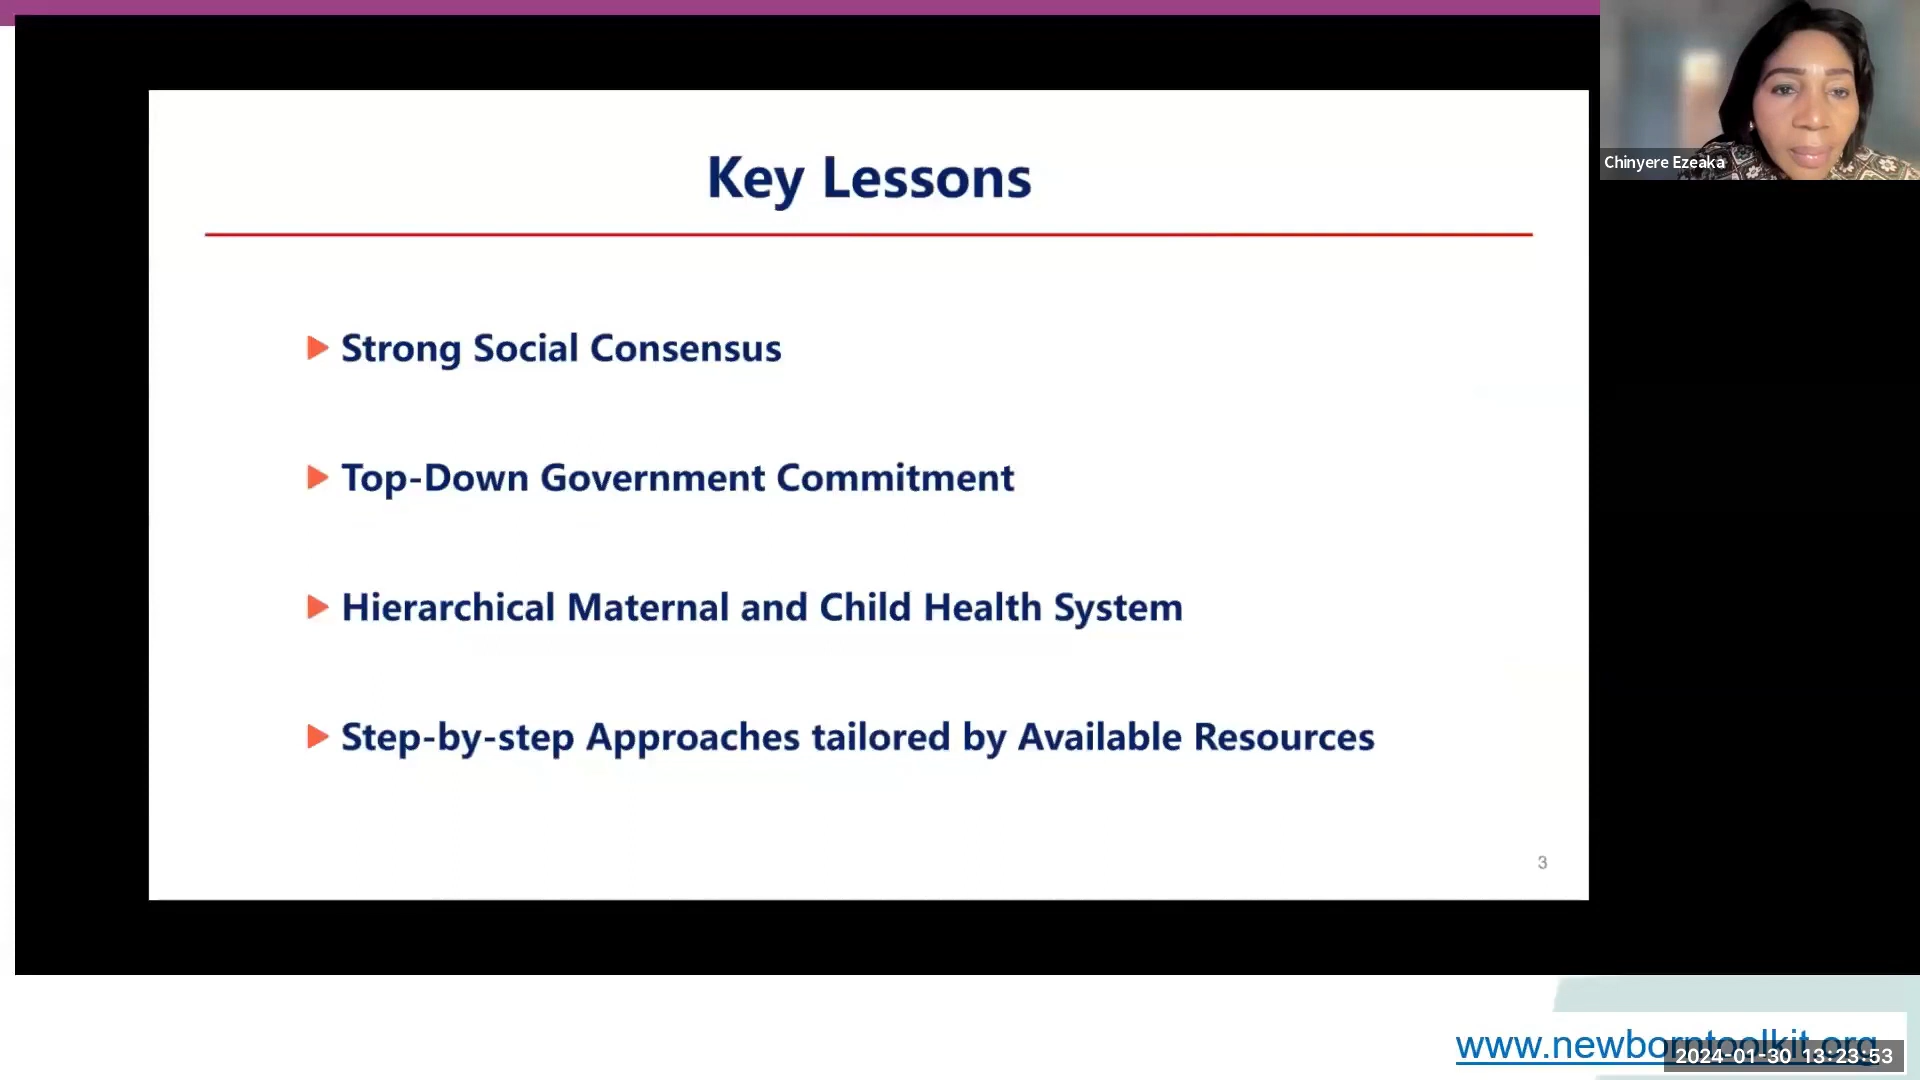 Chinyere Ezeaka
Key Lessons
Strong Social Consensus
Top-Down Government Commitment
Hierarchical Maternal and Child Health System
Step-by-step Approaches tailored by Available Resources
3
www.newborntoolkit.org
2024-01-30 13:23:53